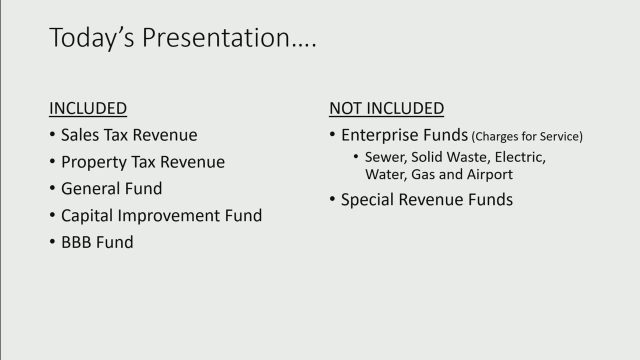 Today’s Presentation….
INCLUDED
• Sales Tax Revenue
• Property Tax Revenue
• General Fund
• Capital Improvement Fund
• BBB Fund
NOT INCLUDED
• Enterprise Funds (Charges for Service)
• Sewer, Solid Waste, Electric,
Water, Gas and Airport
• Special Revenue Funds